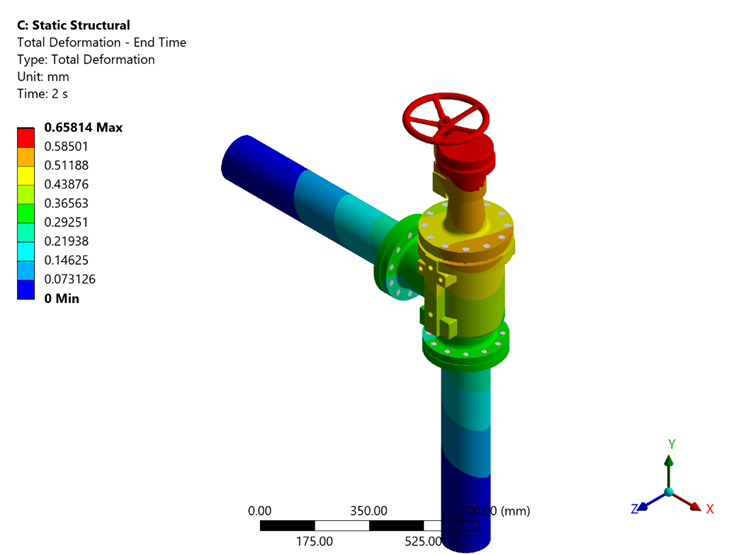 C: Static Structural
Total Deformation - End Time
Type: Total Deformation
Unit: mm
Time: 2 s
0.65814 Max
0.58501
0.51188
0.43876
0.36563
0.29251
0.21938
0.14625
0.073126
0 Min
Y
Z X
0.00 350.00 700.00 (mm)
175.00 525.00